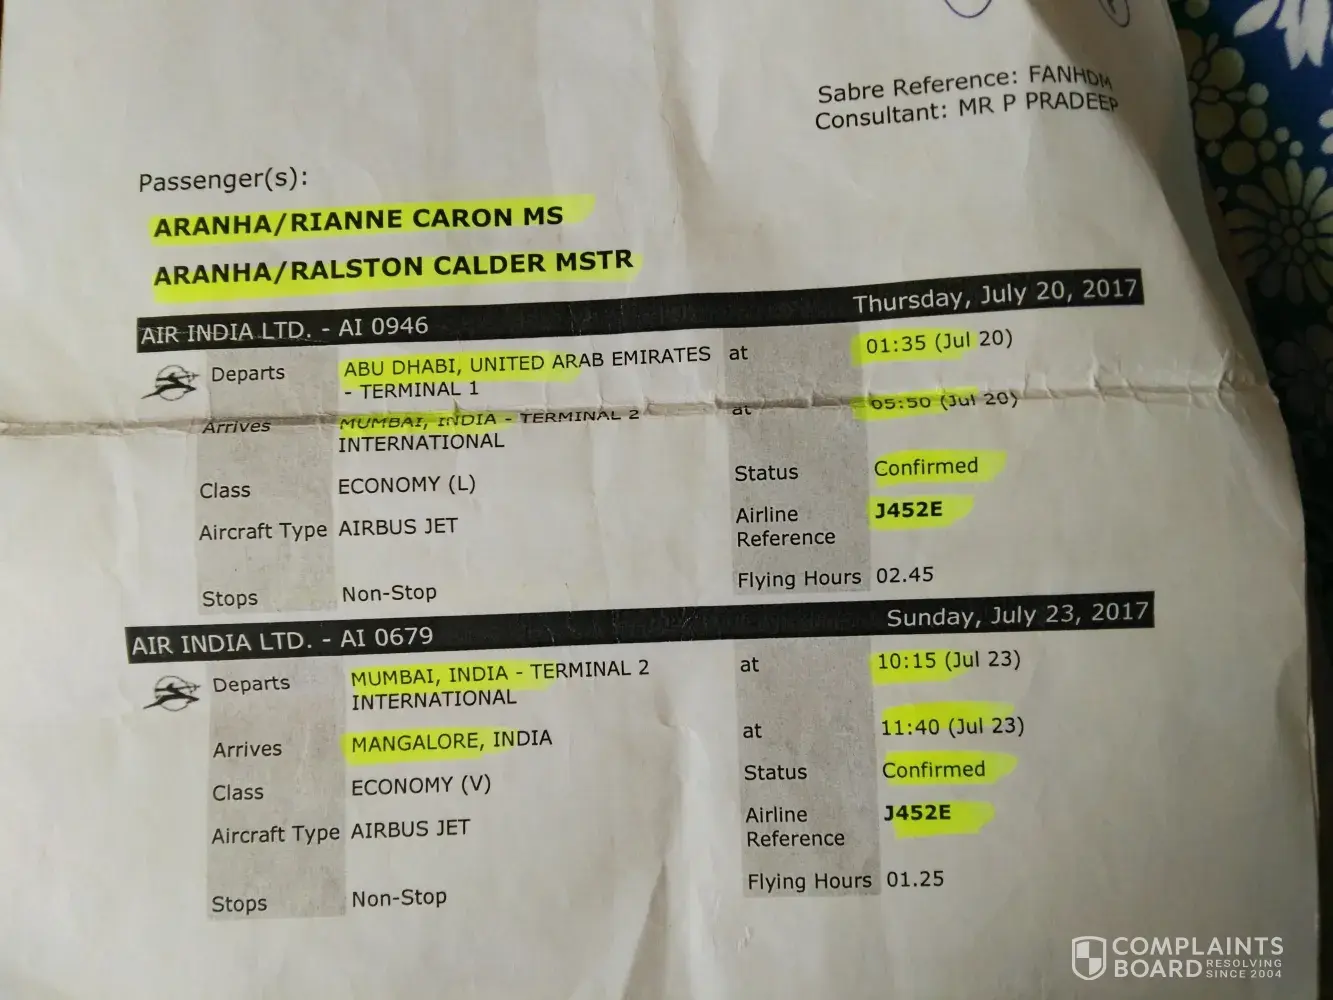 Sabre Reference: FANHDM
Consultant: MR P PRADEEP
Passenger(s):
ARANHA/RIANNE CARON MS
ARANHA/RALSTON CALDER MSTR
AIR INDIA LTD. - AI 0946 Thursday, July 20, 2017
Departs ABU DHABI, UNITED ARAB EMIRATES at 01:35 (Jul 20)
- TERMINAL 1
Arrives MUMBAI, INDIA - TERMINAL 2 at 05:50 (Jul 20)
INTERNATIONAL
Class ECONOMY (L) Status Confirmed
Aircraft Type AIRBUS JET Airline J452E
Reference
Stops Non-Stop Flying Hours 02.45
AIR INDIA LTD. - AI 0679 Sunday, July 23, 2017
Departs MUMBAI, INDIA - TERMINAL 2 at 10:15 (Jul 23)
INTERNATIONAL
Arrives MANGALORE, INDIA at 11:40 (Jul 23)
Class ECONOMY (V) Status Confirmed
Aircraft Type AIRBUS JET Airline J452E
Reference
Stops Non-Stop Flying Hours 01.25
COMPLAINTS
BOARD RESOLVING
SINCE 2004